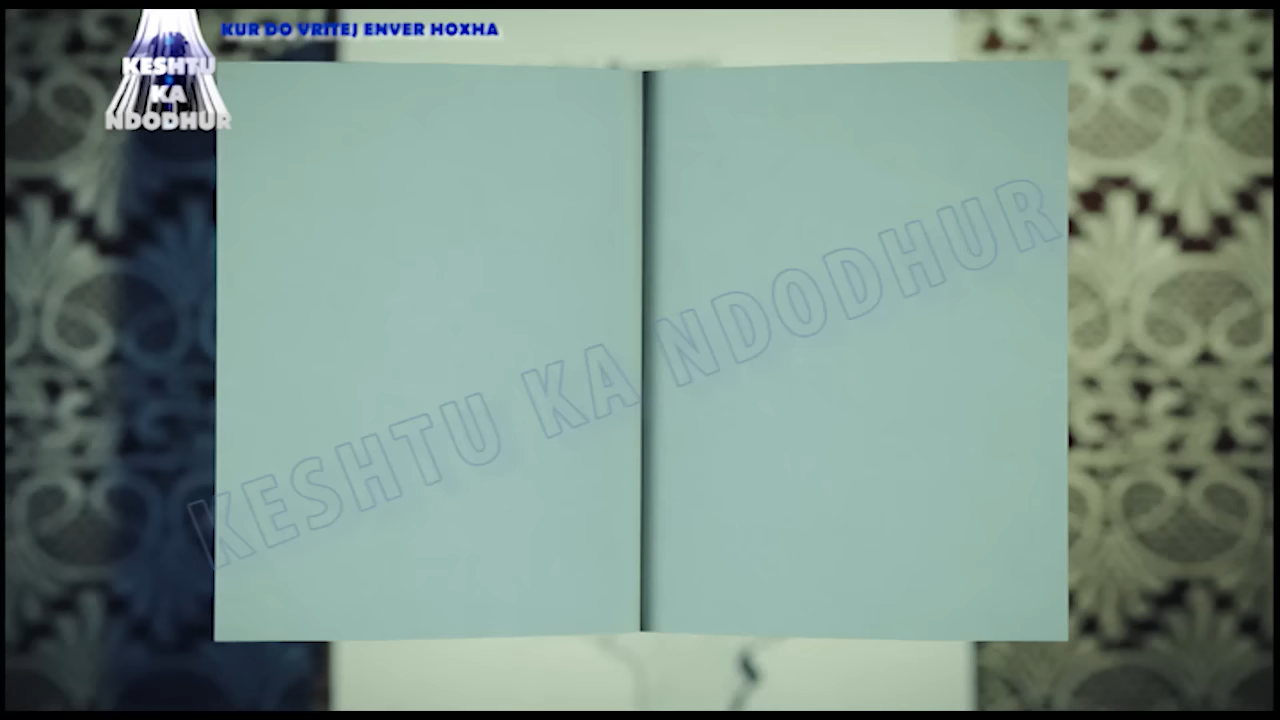 KUR DO VRITEJ ENVER HOXHA
KESHTU
KA
NDODHUR
KESHTU KA NDODHUR